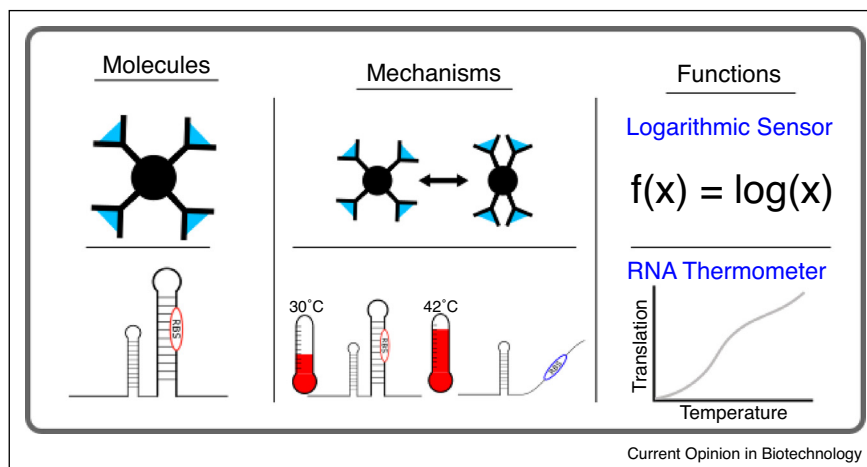 Molecules
Mechanisms
Functions
Logarithmic Sensor
f(x) = log(x)
RBS
30˚C
RBS
42˚C
RBS
RNA Thermometer
Translation
Temperature
Current Opinion in Biotechnology